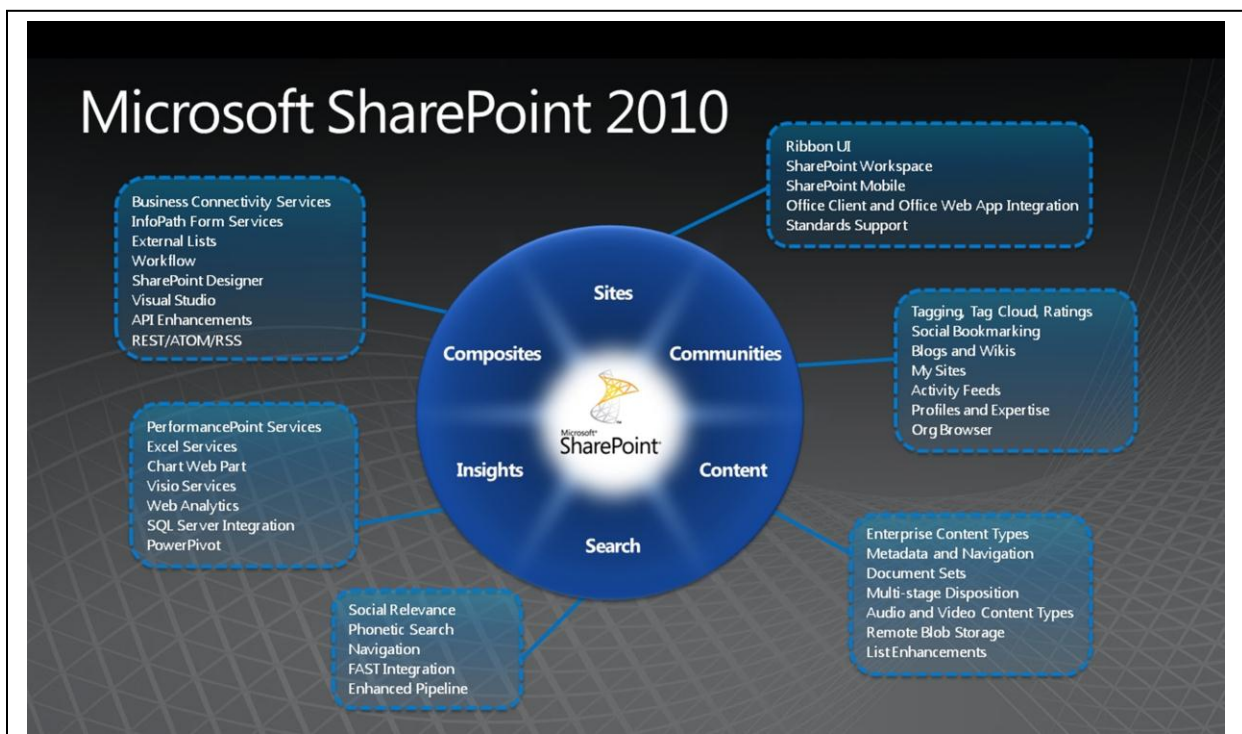 Microsoft SharePoint 2010
Ribbon UI
SharePoint Workspace
SharePoint Mobile
Office Client and Office Web App Integration
Standards Support
Business Connectivity Services
InfoPath Form Services
External Lists
Workflow
SharePoint Designer
Visual Studio
API Enhancements
REST/ATOM/RSS
Sites
Composites
Communities
Microsoft
SharePoint
Insights
Content
Search
Tagging, Tag Cloud, Ratings
Social Bookmarking
Blogs and Wikis
My Sites
Activity Feeds
Profiles and Expertise
Org Browser
PerformancePoint Services
Excel Services
Chart Web Part
Visio Services
Web Analytics
SQL Server Integration
PowerPivot
Enterprise Content Types
Metadata and Navigation
Document Sets
Multi-stage Disposition
Audio and Video Content Types
Remote Blob Storage
List Enhancements
Social Relevance
Phonetic Search
Navigation
FAST Integration
Enhanced Pipeline